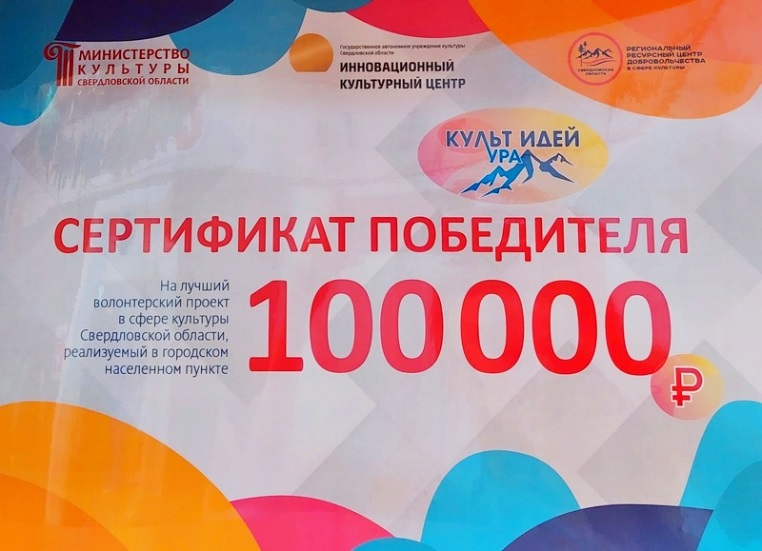 МИНИСТЕРСТВО
КУЛЬТУРЫ
СВЕРДЛОВСКОЙ ОБЛАСТИ
Государственное автономное учреждение культуры
Свердловской области
ИННОВАЦИОННЫЙ
КУЛЬТУРНЫЙ ЦЕНТР
СВЕРДЛОВСКАЯ
ОБЛАСТЬ
РЕГИОНАЛЬНЫЙ
РЕСУРСНЫЙ ЦЕНТР
ДОБРОВОЛЬЧЕСТВА
В СФЕРЕ КУЛЬТУРЫ
КУЛЬТ ИДЕЙ
УРАЛ
СЕРТИФИКАТ ПОБЕДИТЕЛЯ
На лучший
волонтерский проект
в сфере культуры
Свердловской области,
реализуемый в городском
населенном пункте
100 000 ₽